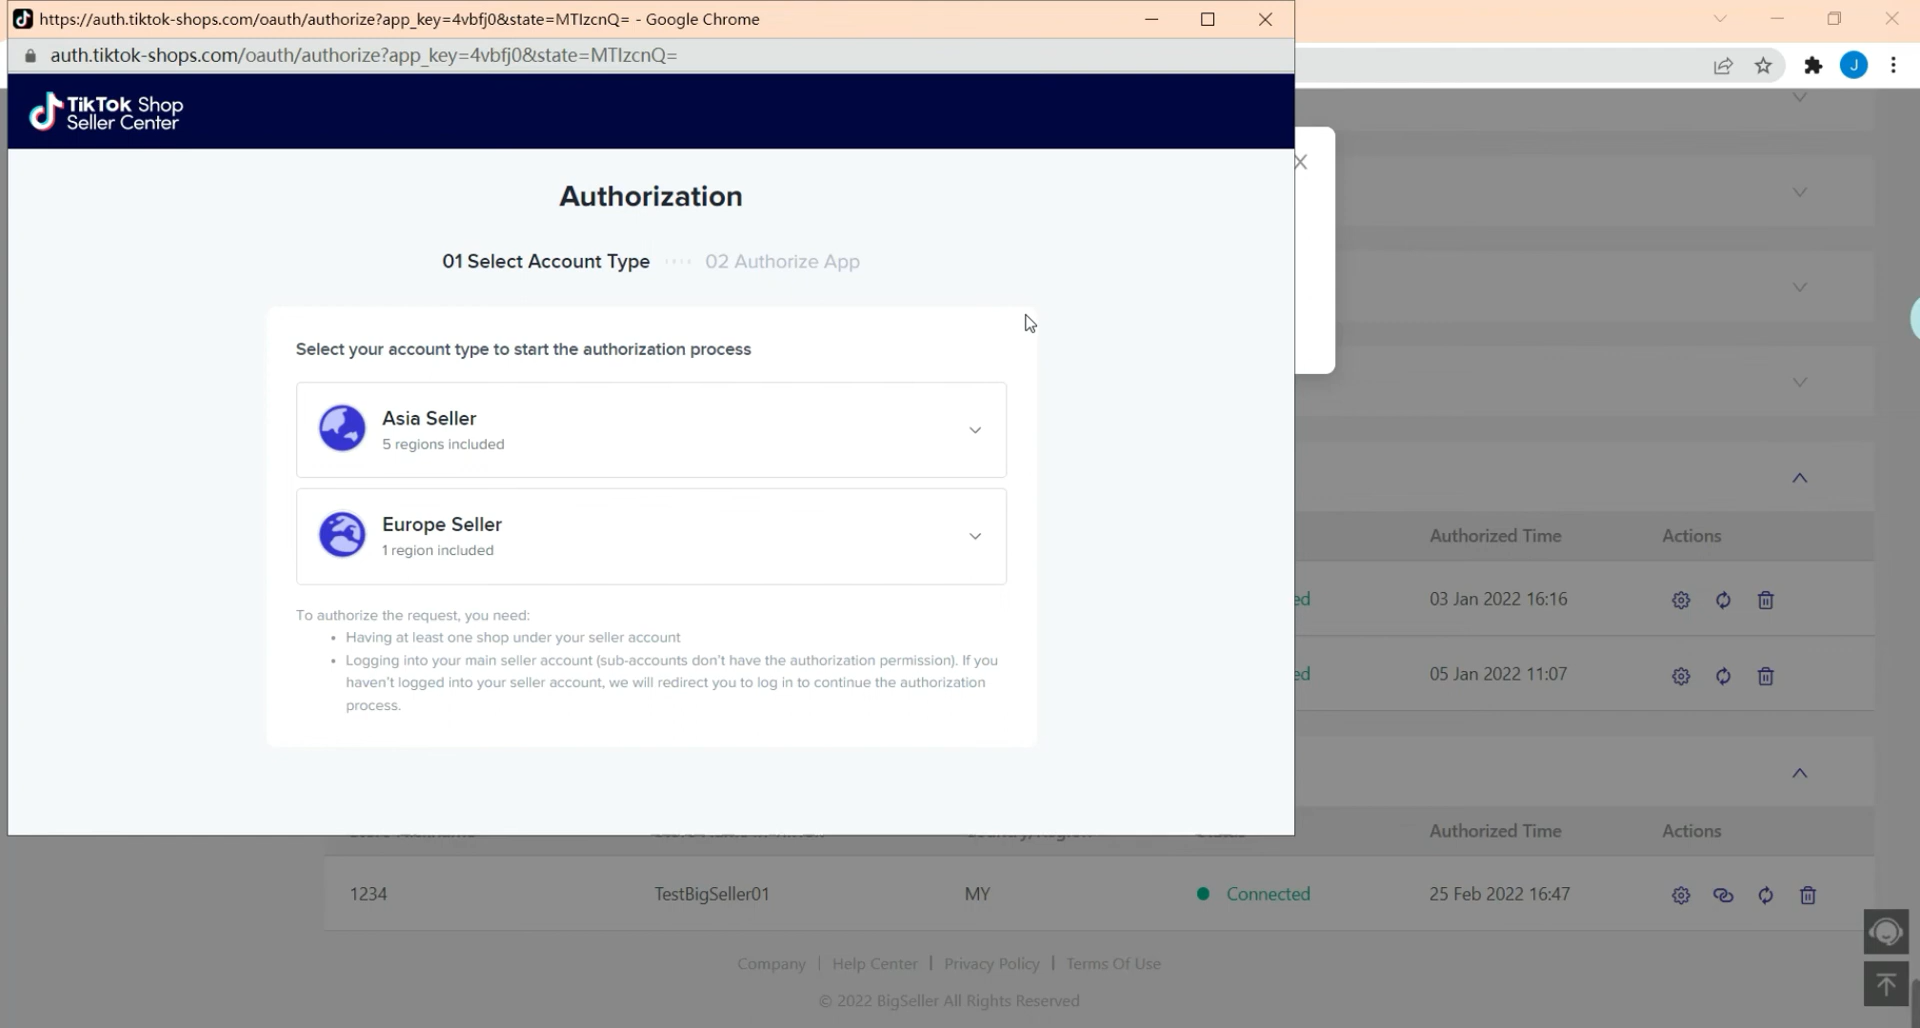 https://auth.tiktok-shops.com/oauth/authorize?app_key=4vbfj0&state=MTIzcnQ= - Google Chrome
auth.tiktok-shops.com/oauth/authorize?app_key=4vbfj0&state=MTIzcnQ=
J
TikTok Shop
Seller Center
Authorization
01 Select Account Type
02 Authorize App
Select your account type to start the authorization process
Asia Seller
5 regions included
Europe Seller
1 region included
To authorize the request, you need:
• Having at least one shop under your seller account
• Logging into your main seller account (sub-accounts don't have the authorization permission). If you
haven't logged into your seller account, we will redirect you to log in to continue the authorization
process.
Authorized Time Actions
ed 03 Jan 2022 16:16
ed 05 Jan 2022 11:07
Authorized Time Actions
1234 TestBigSeller01 MY Connected 25 Feb 2022 16:47
Company | Help Center | Privacy Policy | Terms Of Use
© 2022 BigSeller All Rights Reserved